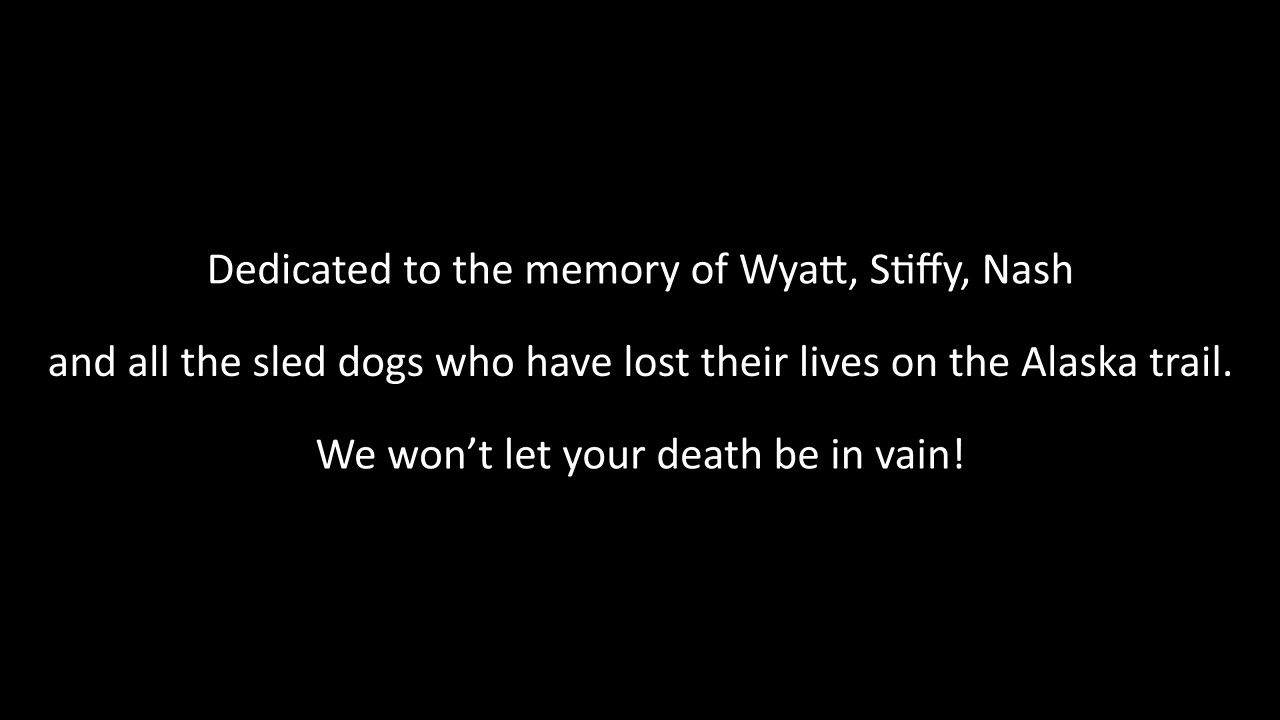 Dedicated to the memory of Wyatt, Stiffy, Nash
and all the sled dogs who have lost their lives on the Alaska trail.
We won’t let your death be in vain!